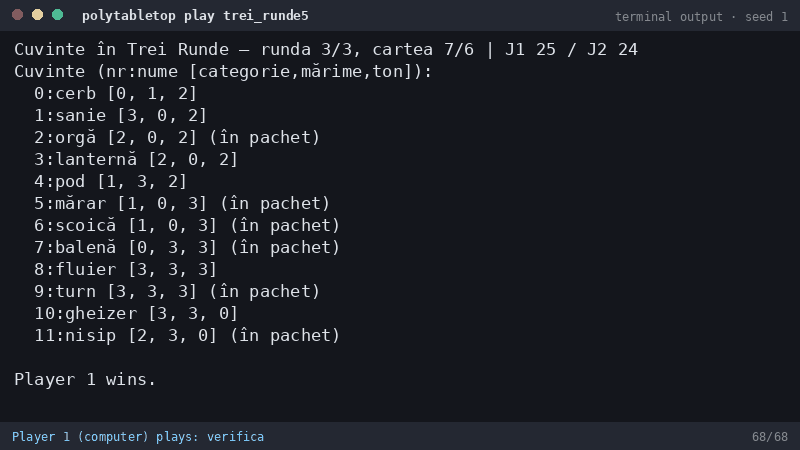 polytabletop play trei_runde5
terminal output · seed 1
Cuvinte în Trei Runde — runda 3/3, cartea 7/6 | J1 25 / J2 24
Cuvinte (nr:nume [categorie,mărime,ton]):
0:cerb [0, 1, 2]
1:sanie [3, 0, 2]
2:orgă [2, 0, 2] (în pachet)
3:lanternă [2, 0, 2]
4:pod [1, 3, 2]
5:mărar [1, 0, 3] (în pachet)
6:scoică [1, 0, 3] (în pachet)
7:balenă [0, 3, 3] (în pachet)
8:fluier [3, 3, 3]
9:turn [3, 3, 3] (în pachet)
10:gheizer [3, 3, 0]
11:nisip [2, 3, 0] (în pachet)
Player 1 wins.
Player 1 (computer) plays: verifica
68/68